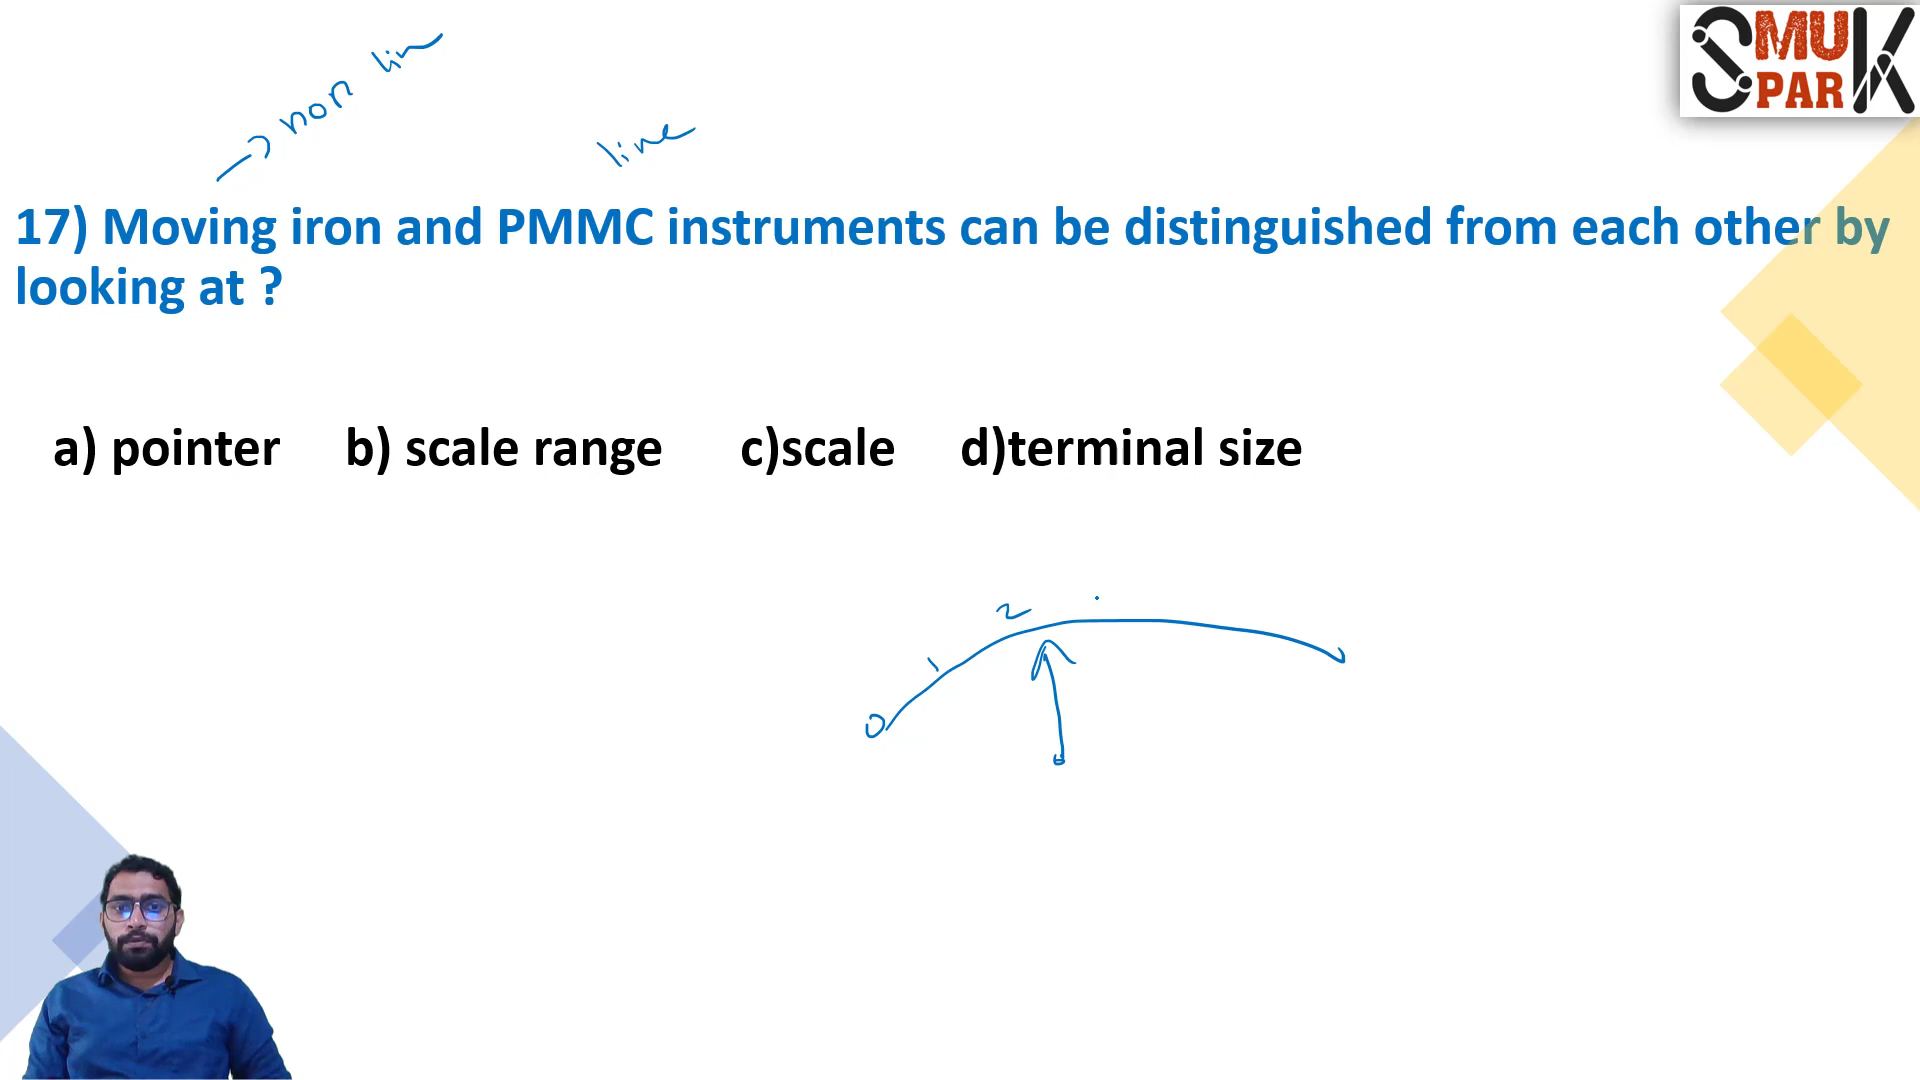 SMUK
SPARK
non lin
line
17) Moving iron and PMMC instruments can be distinguished from each other by
looking at ?
a) pointer b) scale range c)scale d)terminal size
2
1
0